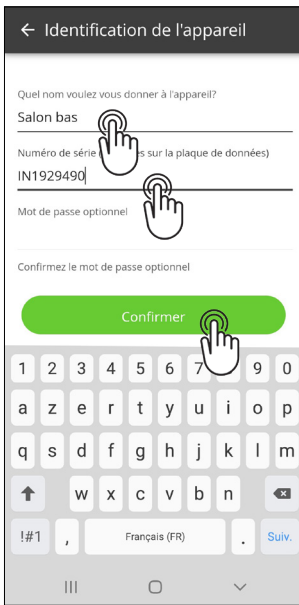 ← Identification de l'appareil
Quel nom voulez vous donner à l'appareil?
Salon bas
Numéro de série ( es sur la plaque de données)
IN1929490
Mot de passe optionnel
Confirmez le mot de passe optionnel
Confirmer
1 2 3 4 5 6 7 9 0
a z e r t y u i o p
q s d f g h j k l m
w x c v b n
!#1 , Français (FR) . Suiv.